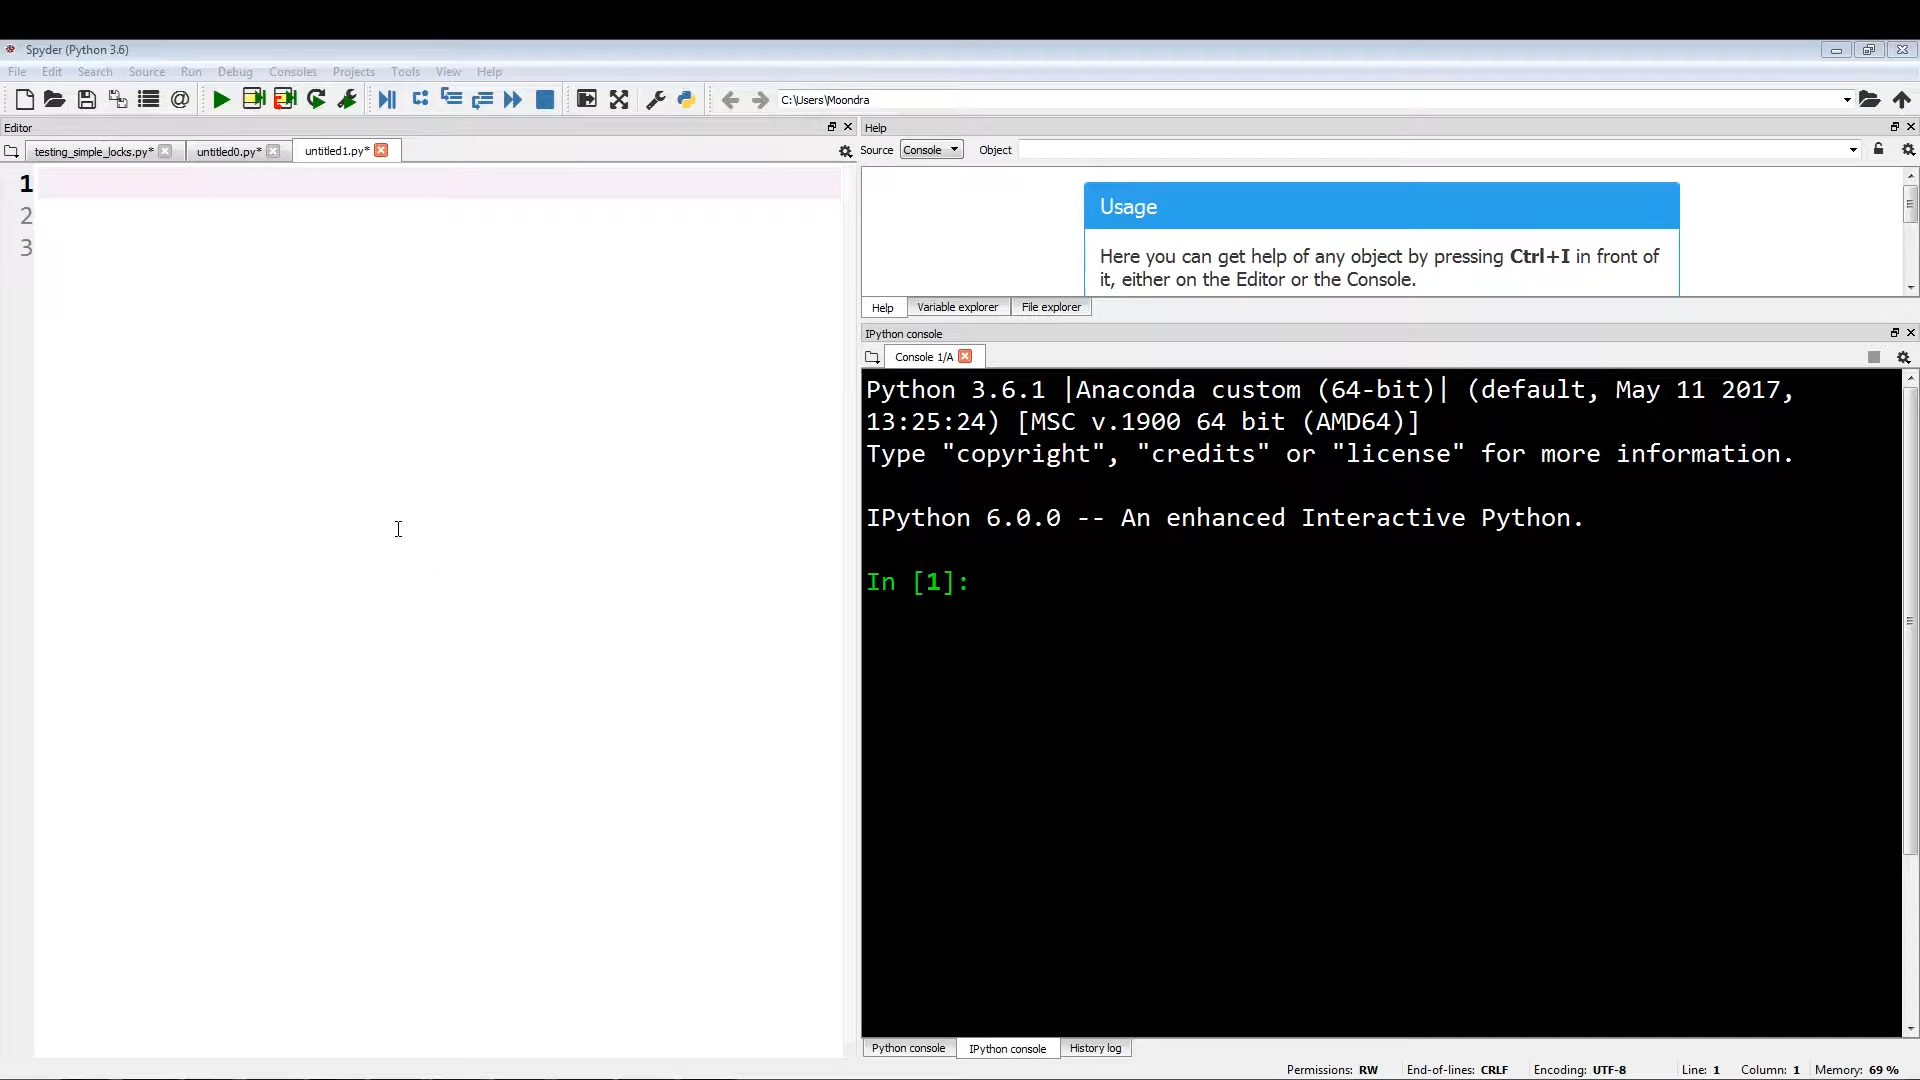 Spyder (Python 3.6)
File Edit Search Source Run Debug Consoles Projects Tools View Help
C:\Users\Moondra
Editor
testing_simple_locks.py* untitled0.py* untitled1.py*
1
2
3
Help
Source Console Object
Usage
Here you can get help of any object by pressing Ctrl+I in front of
it, either on the Editor or the Console.
Help Variable explorer File explorer
IPython console
Console 1/A
Python 3.6.1 |Anaconda custom (64-bit)| (default, May 11 2017,
13:25:24) [MSC v.1900 64 bit (AMD64)]
Type "copyright", "credits" or "license" for more information.
IPython 6.0.0 -- An enhanced Interactive Python.
In [1]:
Python console IPython console History log
Permissions: RW End-of-lines: CRLF Encoding: UTF-8 Line: 1 Column: 1 Memory: 69 %